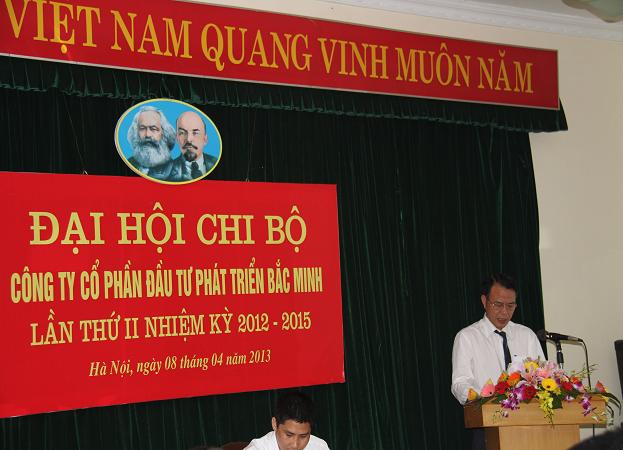 VIỆT NAM QUANG VINH MUÔN NĂM
ĐẠI HỘI CHI BỘ
CÔNG TY CỔ PHẦN ĐẦU TƯ PHÁT TRIỂN BẮC MINH
LẦN THỨ II NHIỆM KỲ 2012 - 2015
Hà Nội, ngày 08 tháng 04 năm 2013